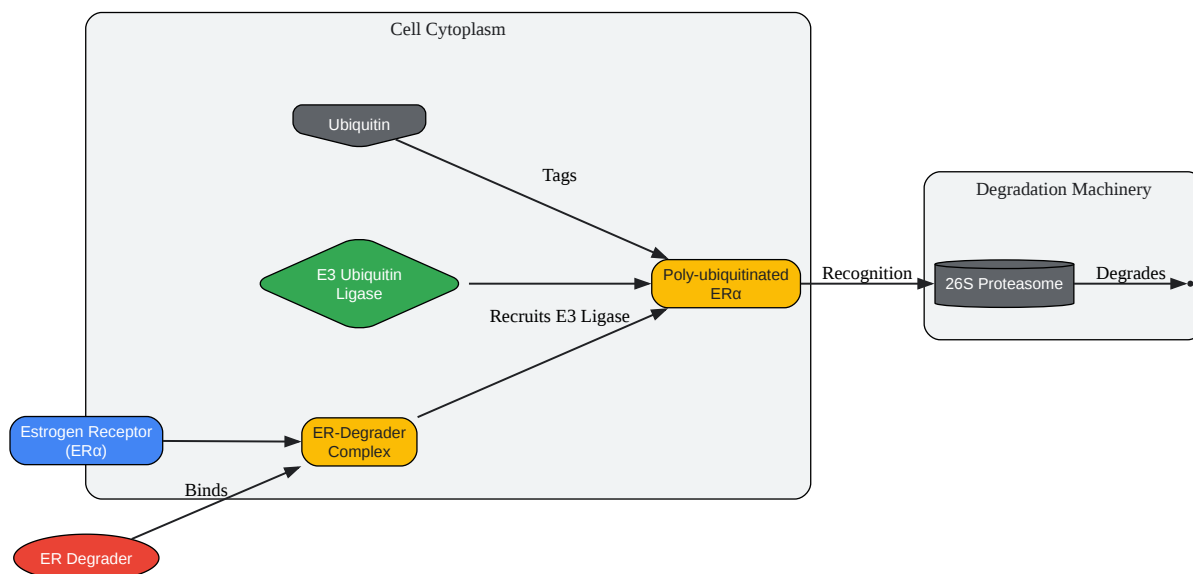 Cell Cytoplasm
Ubiquitin
Tags
Degradation Machinery
E3 Ubiquitin
Ligase
Poly-ubiquitinated
ERα
Recognition
26S Proteasome
Degrades
Recruits E3 Ligase
Estrogen Receptor
(ERα)
ER-Degrader
Complex
Binds
ER Degrader